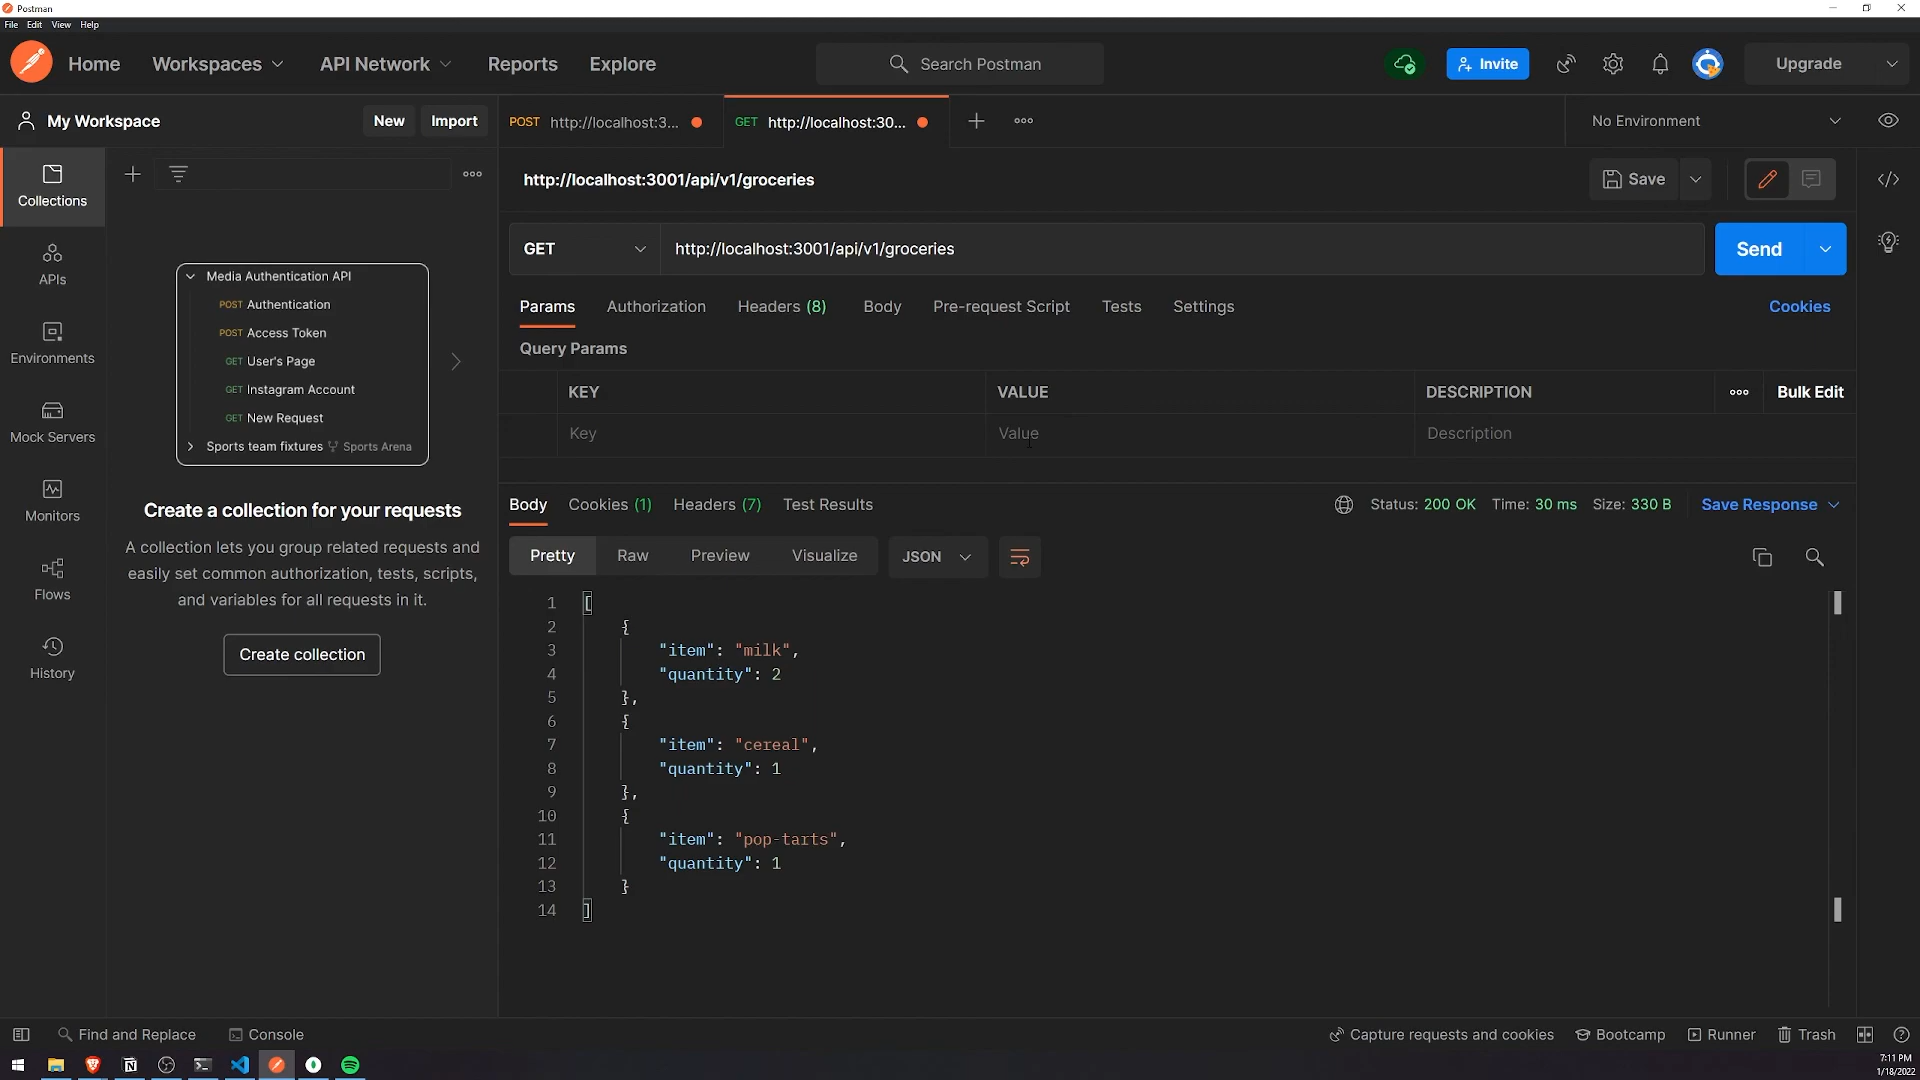 Postman
File Edit View Help
Home Workspaces API Network Reports Explore
Search Postman
Invite
Upgrade
My Workspace
New Import
POST http://localhost:3...
GET http://localhost:30...
No Environment
http://localhost:3001/api/v1/groceries
Save
GET
http://localhost:3001/api/v1/groceries
Send
Params Authorization Headers (8) Body Pre-request Script Tests Settings
Cookies
Query Params
KEY VALUE DESCRIPTION
Bulk Edit
Key Value Description
Collections
APIs
Environments
Mock Servers
Monitors
Flows
History
Media Authentication API
POST Authentication
POST Access Token
GET User's Page
GET Instagram Account
GET New Request
Sports team fixtures Sports Arena
Create a collection for your requests
A collection lets you group related requests and
easily set common authorization, tests, scripts,
and variables for all requests in it.
Create collection
Body Cookies (1) Headers (7) Test Results
Status: 200 OK Time: 30 ms Size: 330 B
Save Response
Pretty Raw Preview Visualize JSON
1 [
2 {
3 "item": "milk",
4 "quantity": 2
5 },
6 {
7 "item": "cereal",
8 "quantity": 1
9 },
10 {
11 "item": "pop-tarts",
12 "quantity": 1
13 }
14 ]
Find and Replace Console
Capture requests and cookies Bootcamp Runner Trash
7:11 PM
1/18/2022